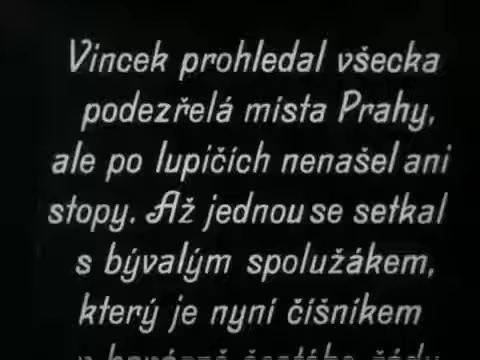 Vincek prohledal všecka
podezřelá místa Prahy,
ale po lupičích nenašel ani
stopy. Až jednou se setkal
s bývalým spolužákem,
který je nyní číšníkem